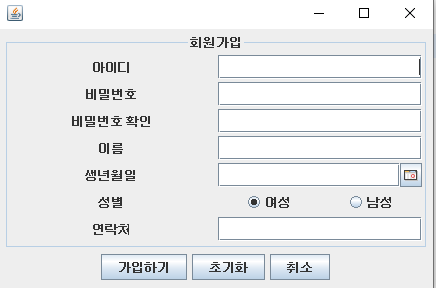 회원가입
아이디
비밀번호
비밀번호 확인
이름
생년월일
성별 여성 남성
연락처
가입하기 초기화 취소